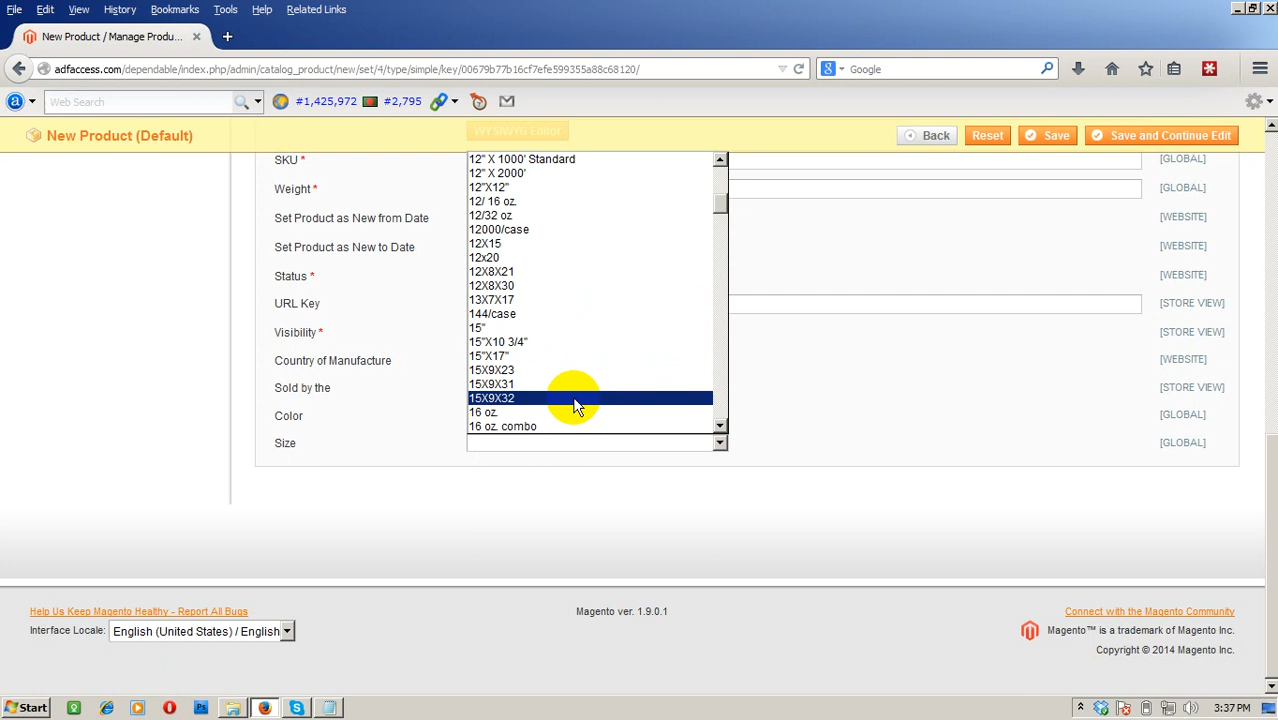 File Edit View History Bookmarks Tools Help Related Links
New Product / Manage Produ... × +
adfaccess.com/dependable/index.php/admin/catalog_product/new/set/4/type/simple/key/00679b77b16cf7efe599355a88c68120/ Google
Web Search #1,425,972 #2,795
New Product (Default) Back Reset Save Save and Continue Edit
WYSIWYG Editor
SKU * [GLOBAL]
Weight * [GLOBAL]
Set Product as New from Date [WEBSITE]
Set Product as New to Date [WEBSITE]
Status * [WEBSITE]
URL Key [STORE VIEW]
Visibility * [STORE VIEW]
Country of Manufacture [WEBSITE]
Sold by the [STORE VIEW]
Color [GLOBAL]
Size [GLOBAL]
12" X 1000' Standard
12" X 2000'
12"X12"
12/ 16 oz.
12/32 oz
12000/case
12X15
12x20
12X8X21
12X8X30
13X7X17
144/case
15"
15"X10 3/4"
15"X17"
15X9X23
15X9X31
15X9X32
16 oz.
16 oz. combo
Help Us Keep Magento Healthy - Report All Bugs Magento ver. 1.9.0.1 Connect with the Magento Community
Interface Locale: English (United States) / English Magento™ is a trademark of Magento Inc.
Copyright © 2014 Magento Inc.
Start 3:37 PM